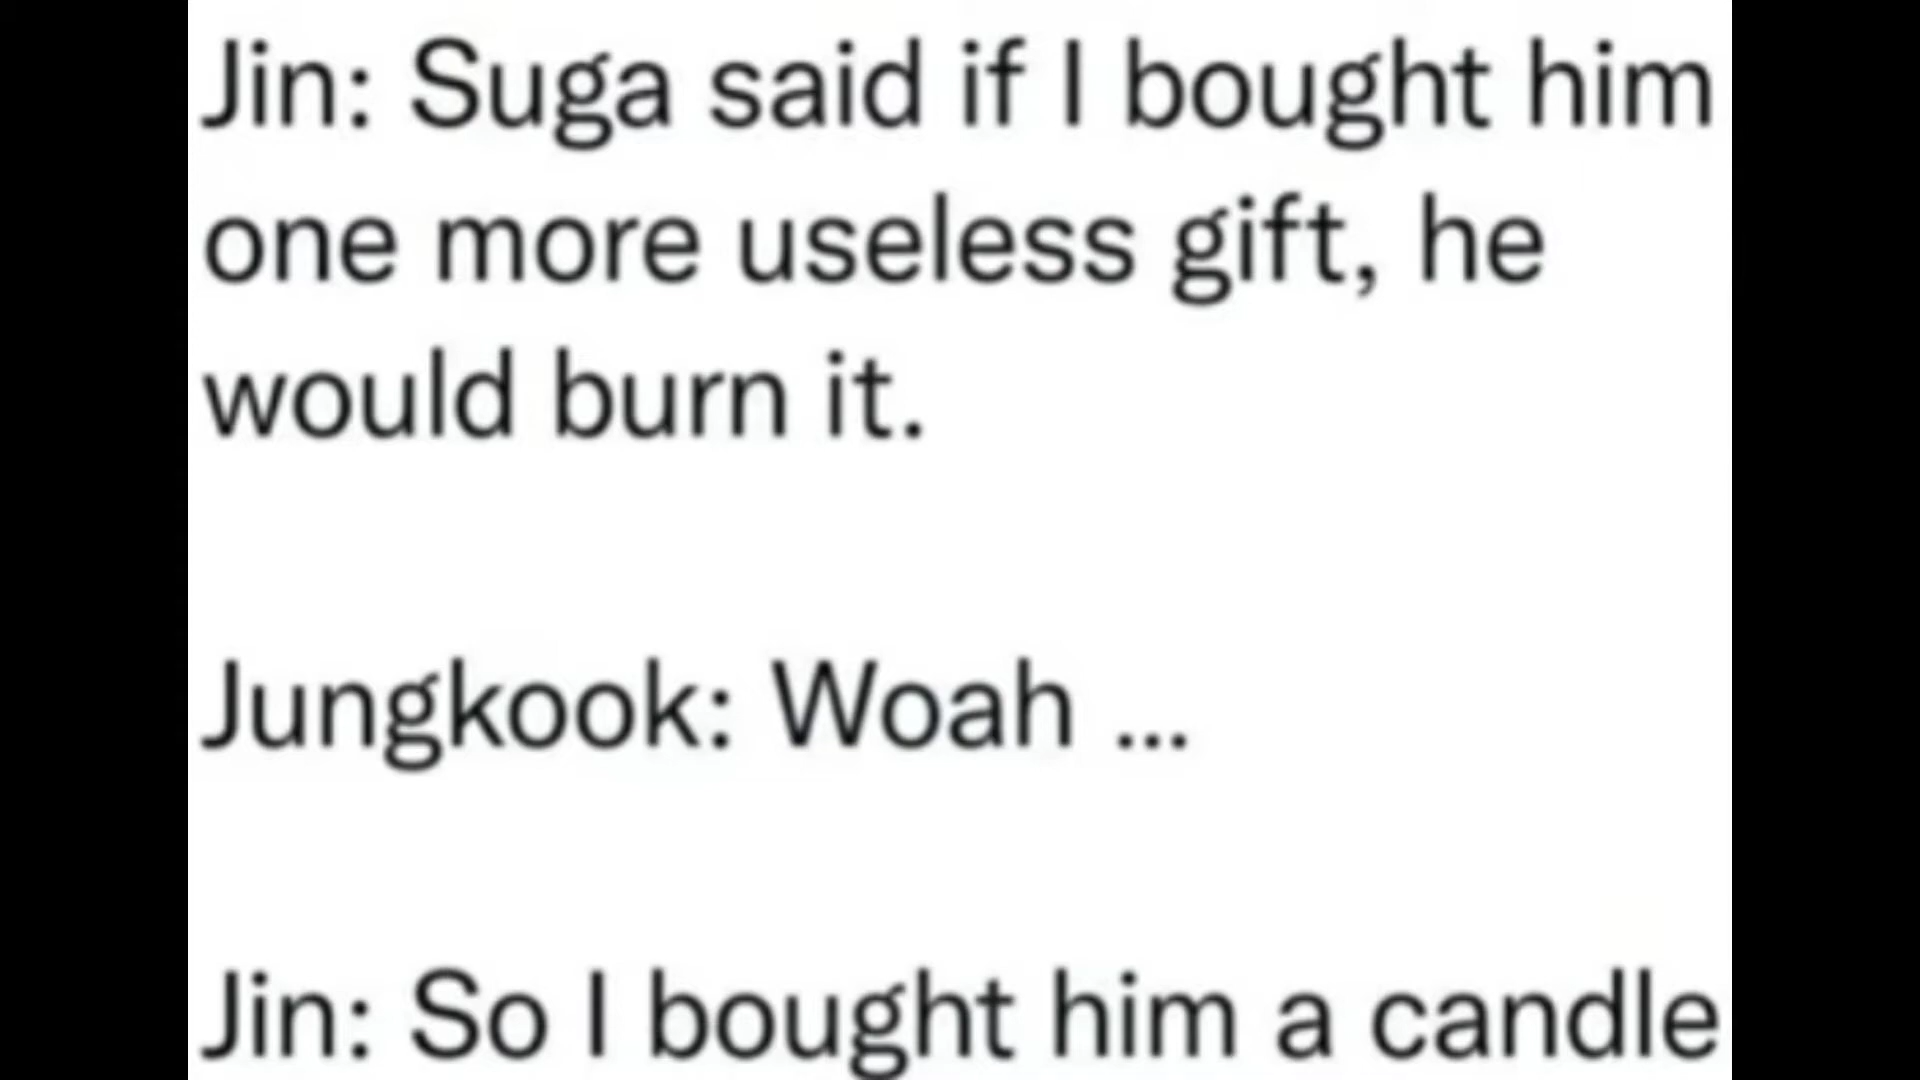 Jin: Suga said if I bought him
one more useless gift, he
would burn it.
Jungkook: Woah ...
Jin: So I bought him a candle